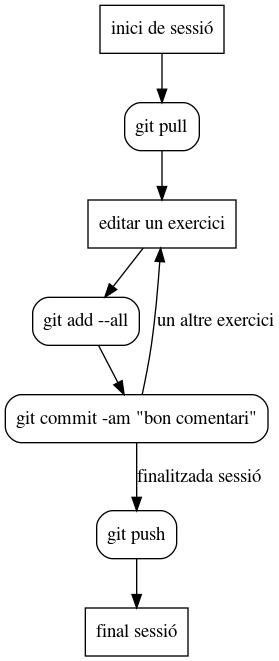 inici de sessió
git pull
editar un exercici
git add --all
un altre exercici
git commit -am "bon comentari"
finalitzada sessió
git push
final sessió